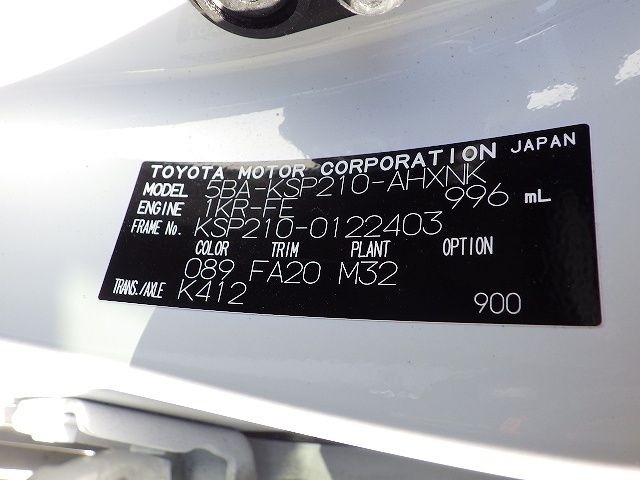 TOYOTA MOTOR CORPORATION JAPAN
MODEL 5BA-KSP210-AHXNK
ENGINE 1KR-FE 996 mL
FRAME No. KSP210-0122403
COLOR TRIM PLANT OPTION
089 FA20 M32
TRANS./AXLE K412
900